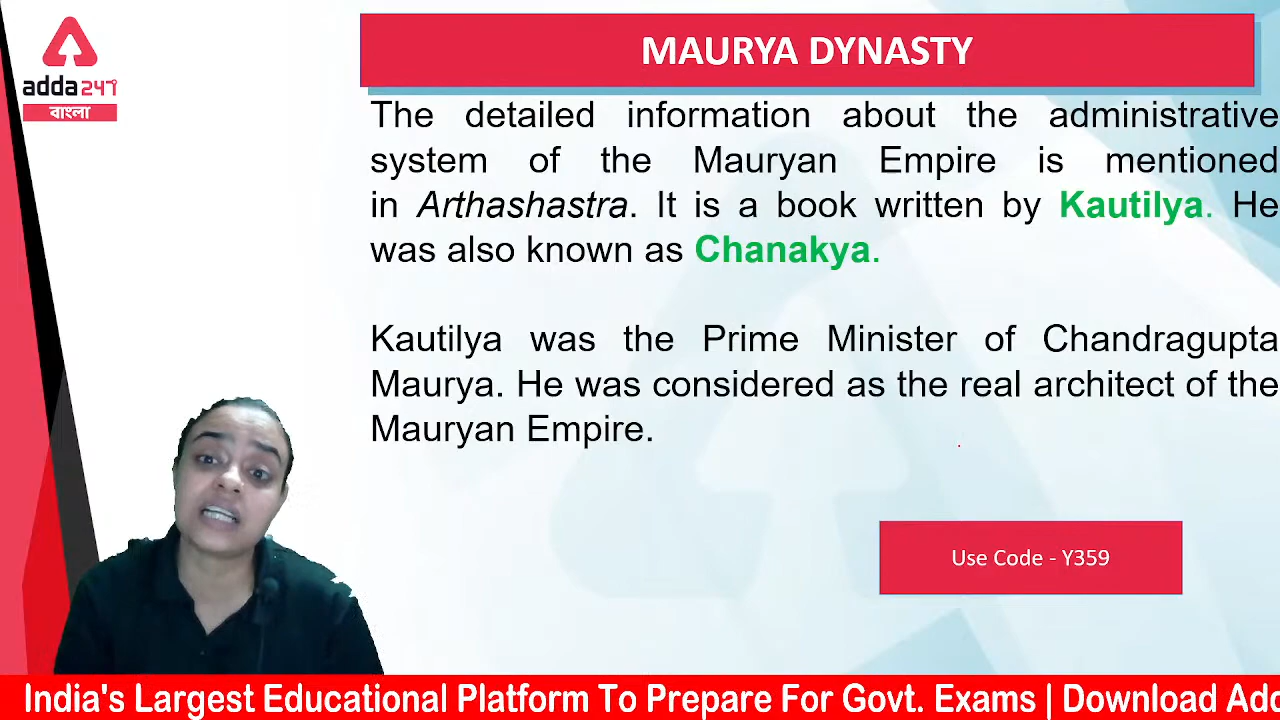 MAURYA DYNASTY
adda247
বাংলা
The detailed information about the administrative
system of the Mauryan Empire is mentioned
in Arthashastra. It is a book written by Kautilya. He
was also known as Chanakya.
Kautilya was the Prime Minister of Chandragupta
Maurya. He was considered as the real architect of the
Mauryan Empire.
Use Code - Y359
India's Largest Educational Platform To Prepare For Govt. Exams | Download Add